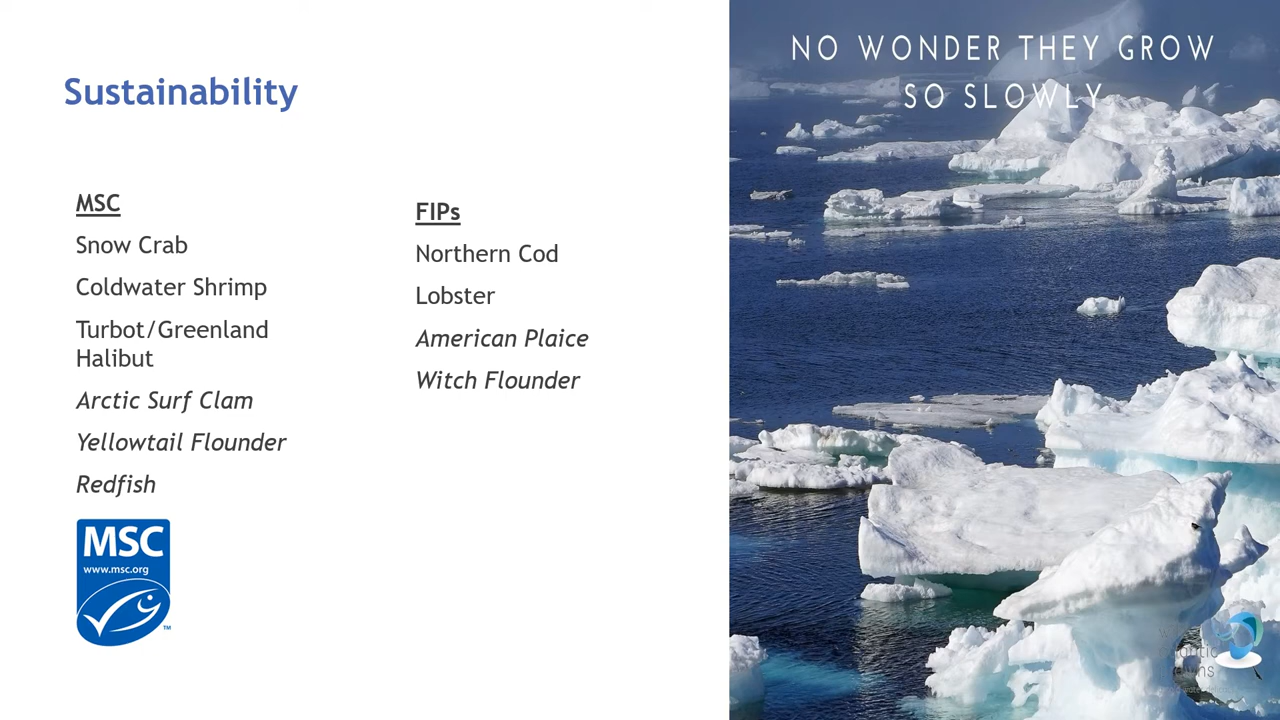 Sustainability
MSC
Snow Crab
Coldwater Shrimp
Turbot/Greenland
Halibut
Arctic Surf Clam
Yellowtail Flounder
Redfish
MSC
www.msc.org
TM
FIPs
Northern Cod
Lobster
American Plaice
Witch Flounder
NO WONDER THEY GROW
SO SLOWLY